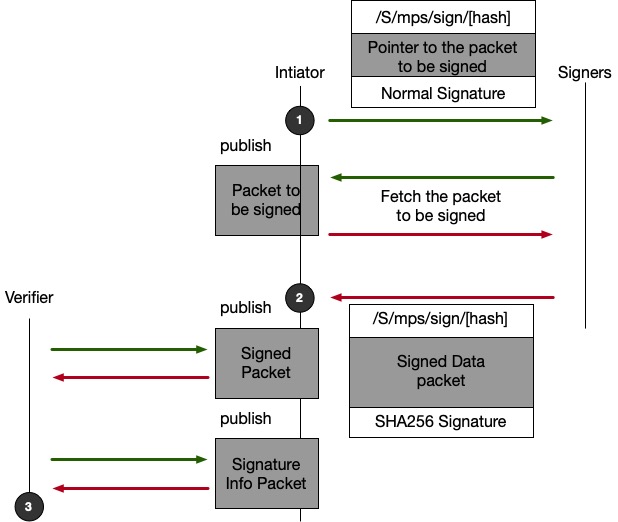 /S/mps/sign/[hash]
Pointer to the packet
to be signed
Normal Signature
Intiator
Signers
1
publish
Packet to
be signed
Fetch the packet
to be signed
2
Verifier
publish
/S/mps/sign/[hash]
Signed
Packet
Signed Data
packet
SHA256 Signature
publish
Signature
Info Packet
3